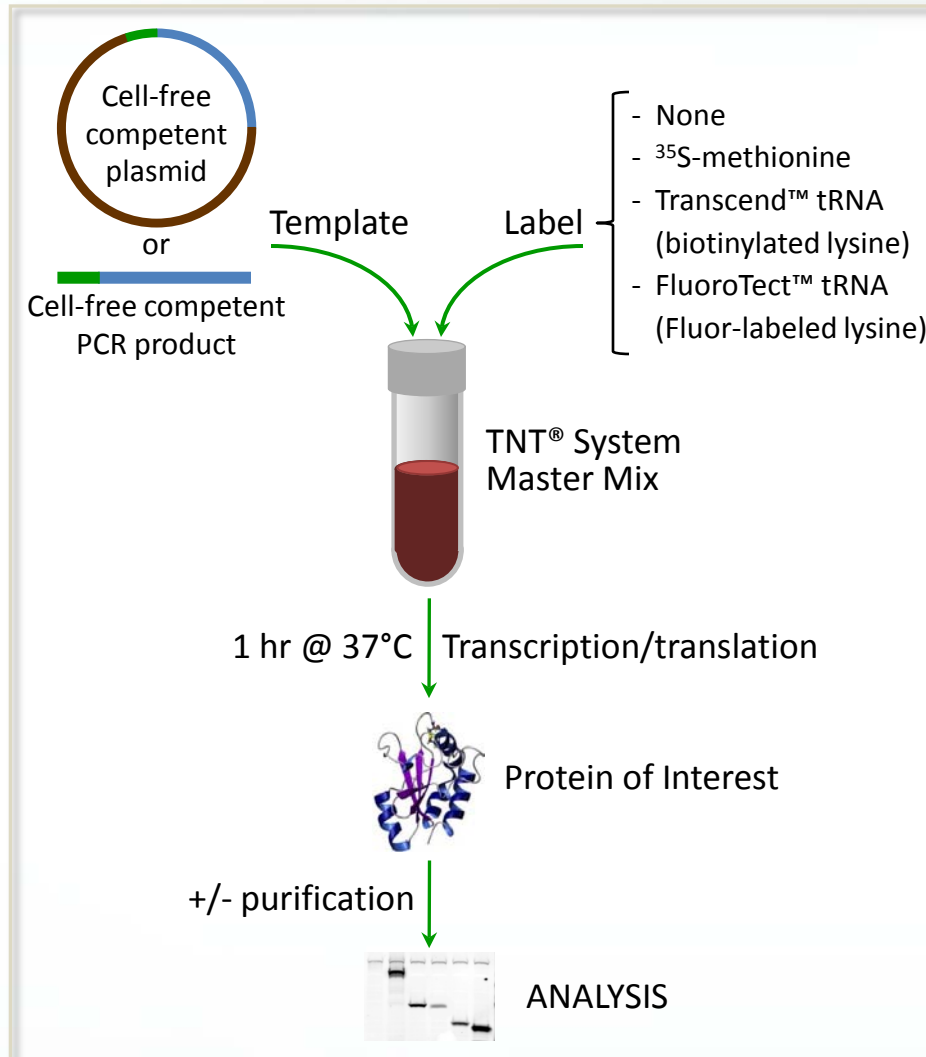 Cell-free
competent
plasmid
or
Cell-free competent
PCR product
Template
Label
- None
- ³⁵S-methionine
- Transcend™ tRNA
(biotinylated lysine)
- FluoroTect™ tRNA
(Fluor-labeled lysine)
TNT® System
Master Mix
1 hr @ 37°C
Transcription/translation
Protein of Interest
+/- purification
ANALYSIS